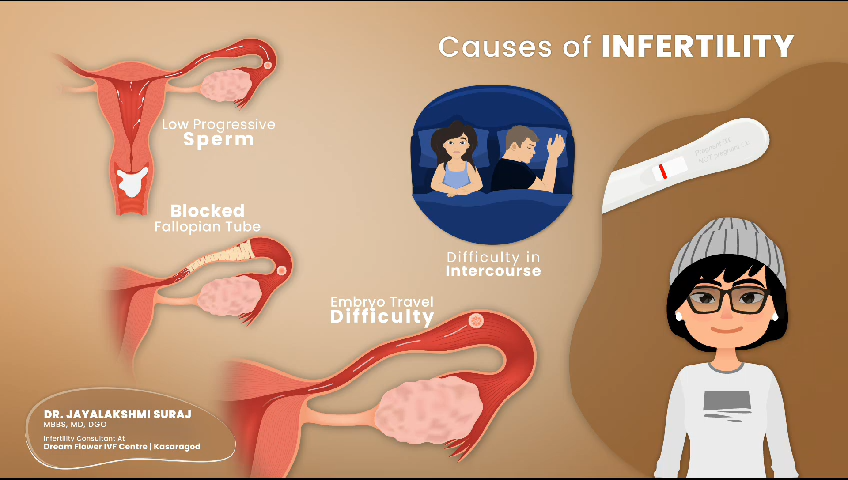 Causes of INFERTILITY
Low Progressive
Sperm
Blocked
Fallopian Tube
Difficulty in
Intercourse
Embryo Travel
Difficulty
DR. JAYALAKSHMI SURAJ
MBBS, MD, DGO
Infertility Consultant At
Dream Flower IVF Centre | Kasaragod